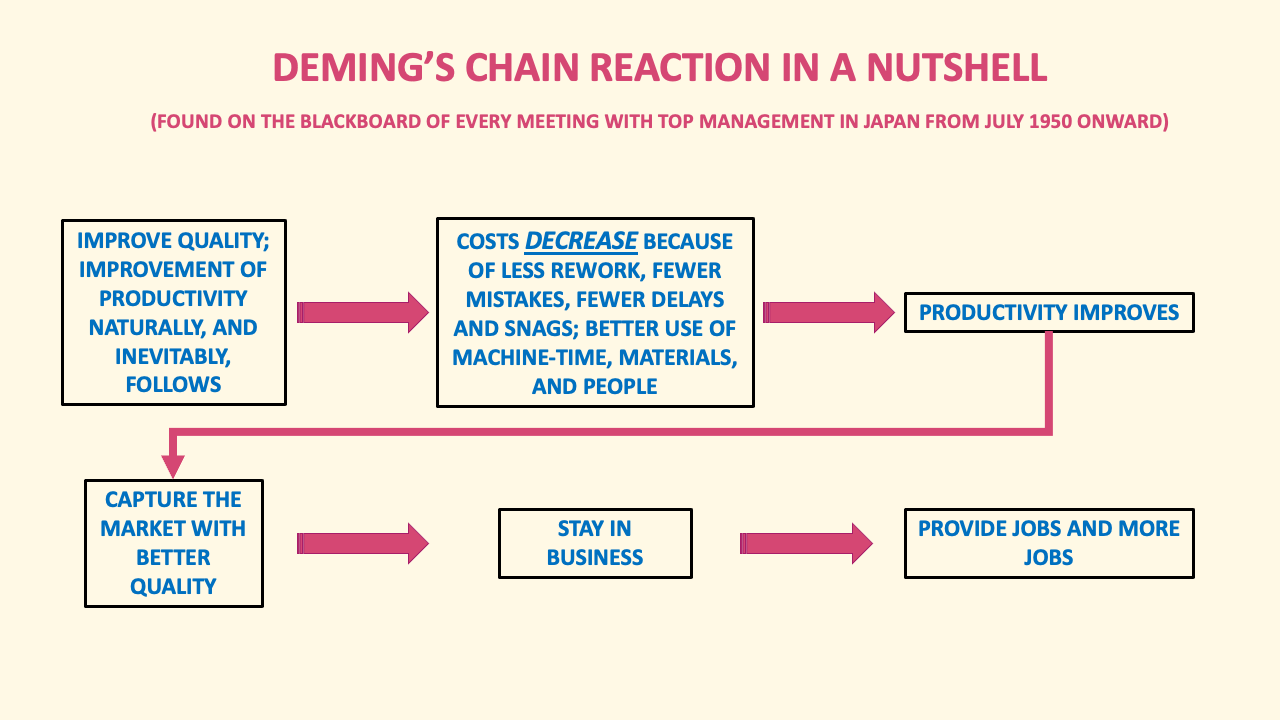 DEMING’S CHAIN REACTION IN A NUTSHELL
(FOUND ON THE BLACKBOARD OF EVERY MEETING WITH TOP MANAGEMENT IN JAPAN FROM JULY 1950 ONWARD)
IMPROVE QUALITY;
IMPROVEMENT OF
PRODUCTIVITY
NATURALLY, AND
INEVITABLY,
FOLLOWS
COSTS DECREASE BECAUSE
OF LESS REWORK, FEWER
MISTAKES, FEWER DELAYS
AND SNAGS; BETTER USE OF
MACHINE-TIME, MATERIALS,
AND PEOPLE
PRODUCTIVITY IMPROVES
CAPTURE THE
MARKET WITH
BETTER
QUALITY
STAY IN
BUSINESS
PROVIDE JOBS AND MORE
JOBS